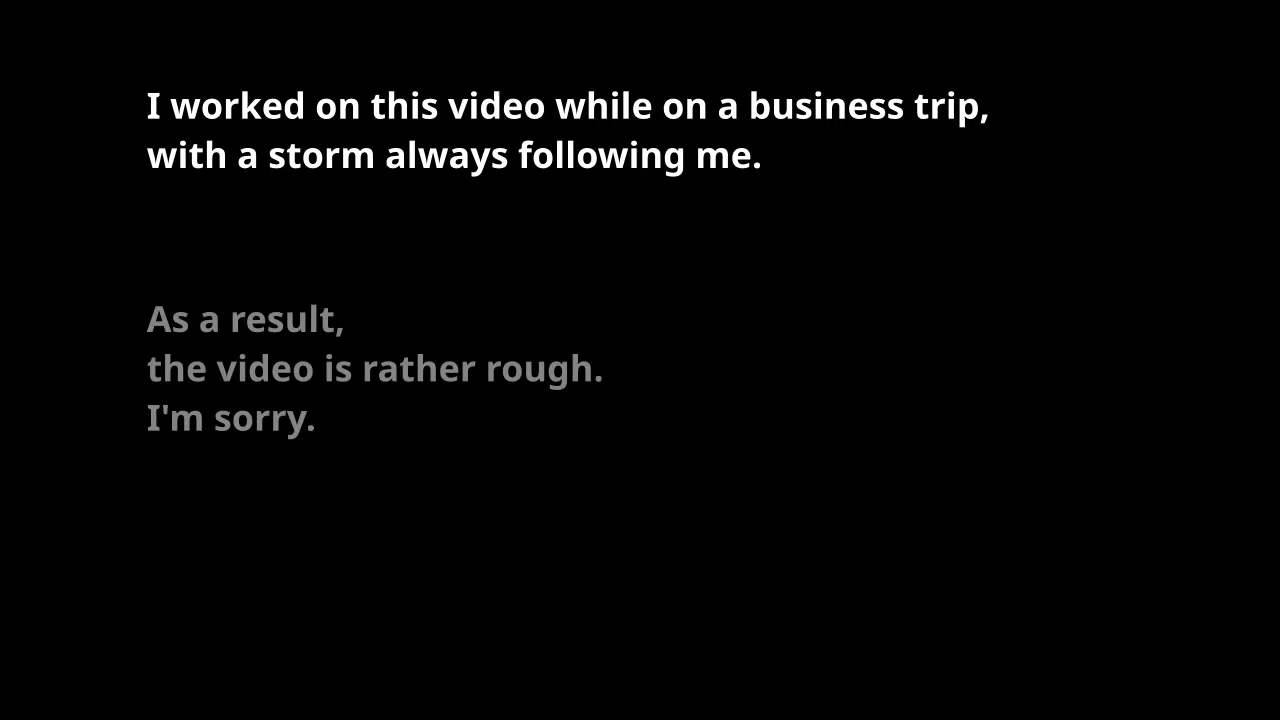 I worked on this video while on a business trip,
with a storm always following me.
As a result,
the video is rather rough.
I'm sorry.